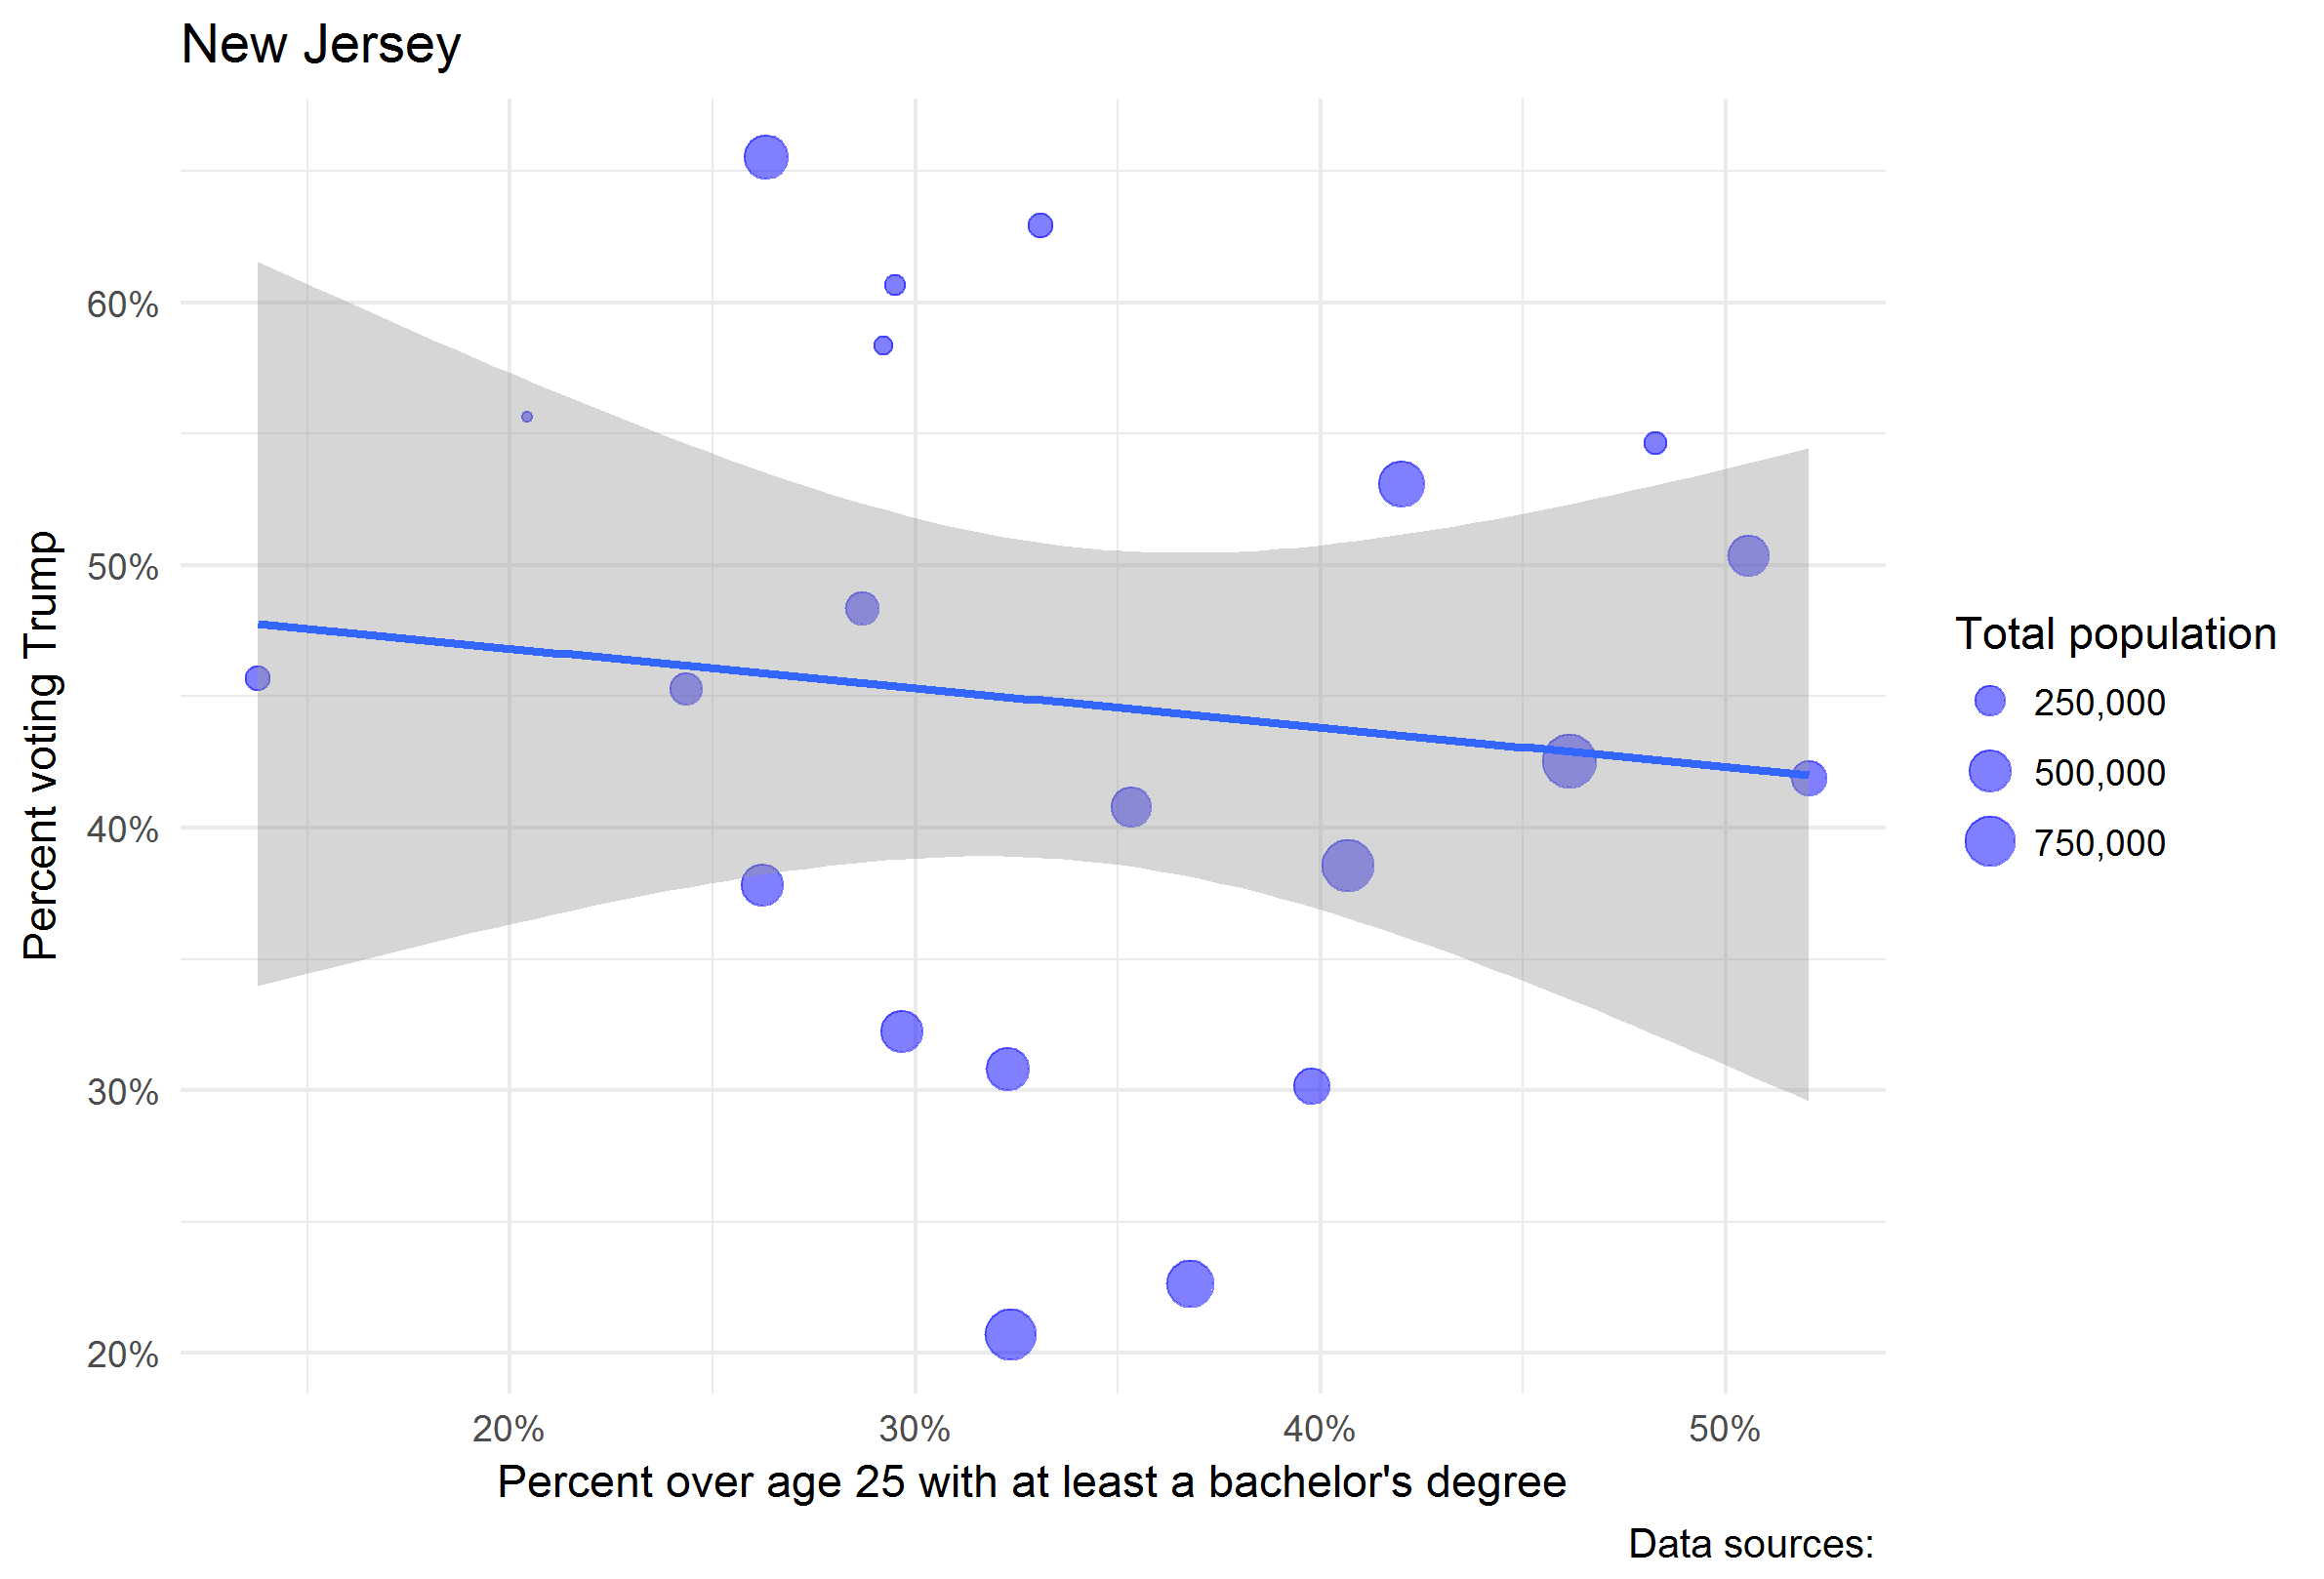 New Jersey
Percent voting Trump
60%
50%
40%
30%
20%
20%
30%
40%
50%
Percent over age 25 with at least a bachelor's degree
Total population
250,000
500,000
750,000
Data sources: